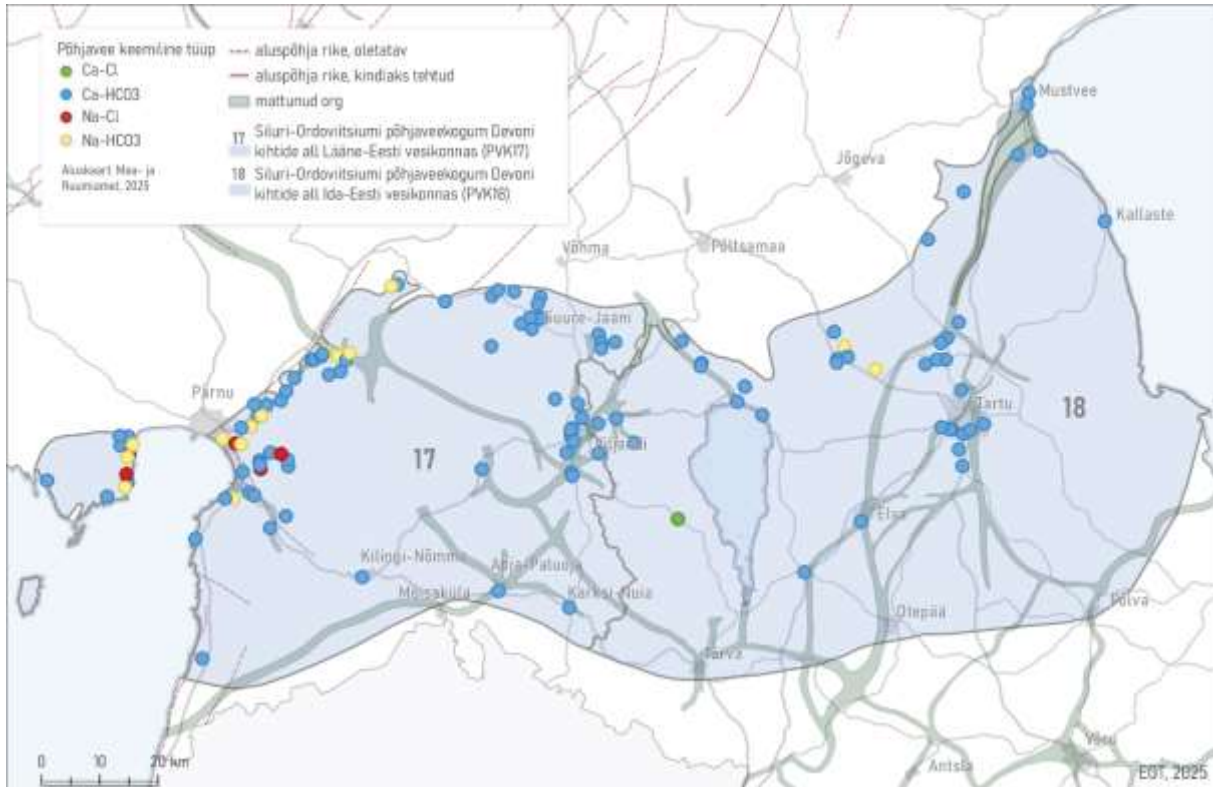 Põhjavee keemiline tüüp
Ca-Cl
Ca-HCO3
Na-Cl
Na-HCO3
Aluskaart Maa- ja
Ruumiamet, 2025
aluspõhja rike, oletatav
aluspõhja rike, kindlaks tehtud
mattunud org
17 Siluri-Ordoviitsiumi põhjaveekogum Devoni
kihtide all Lääne-Eesti vesikonnas (PVK17)
18 Siluri-Ordoviitsiumi põhjaveekogum Devoni
kihtide all Ida-Eesti vesikonnas (PVK18)
Mustvee
Jõgeva
Kallaste
Võhma
Põltsamaa
Suure-Jaani
Pärnu
Tartu
18
17
Viljandi
Elva
Kilingi-Nõmme
Abja-Paluoja
Mõisaküla
Karksi-Nuia
Otepää
Põlva
Tõrva
Võru
Antsla
0 10 20 km
EGT, 2025